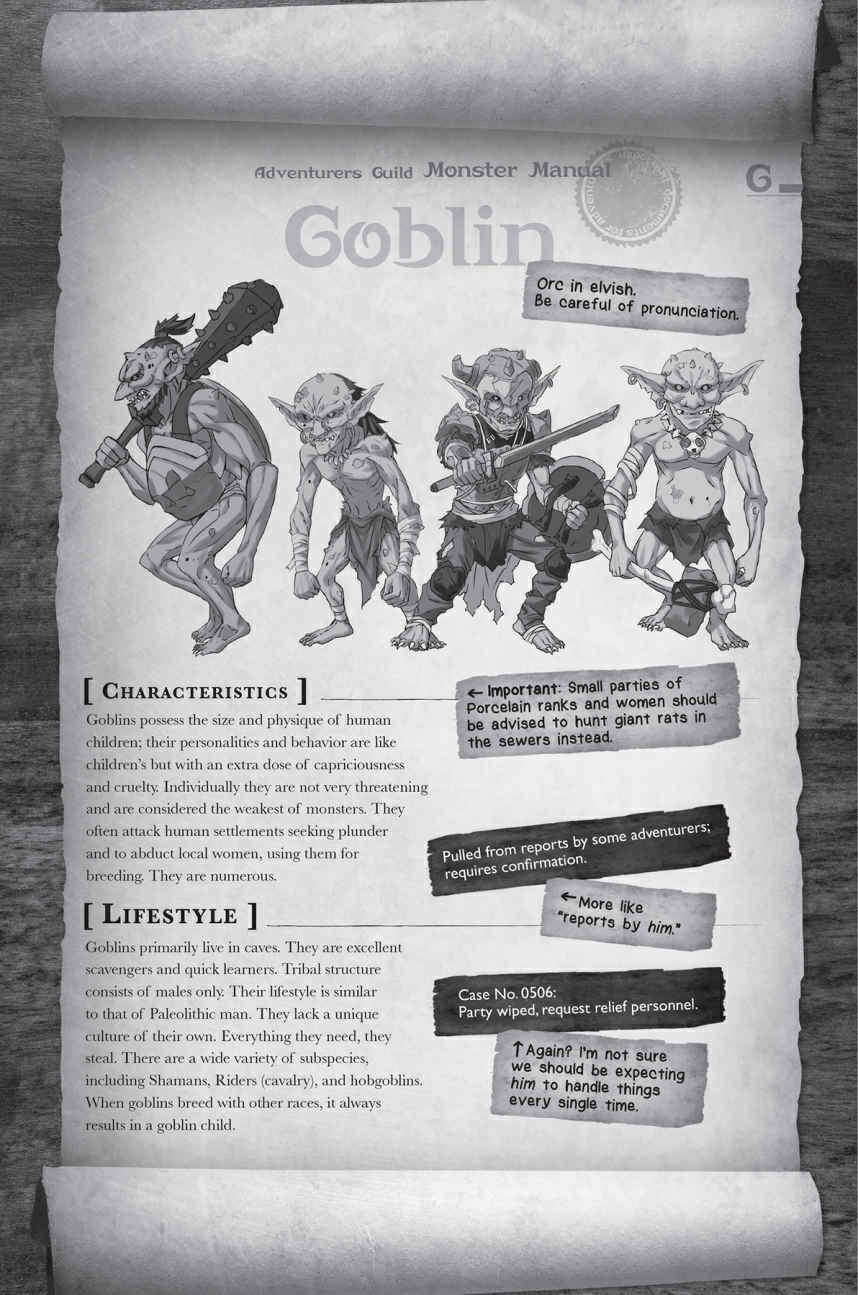 Adventurers Guild Monster Manual
G
Goblin
Orc in elvish.
Be careful of pronunciation.
[ Characteristics ]
Goblins possess the size and physique of human
children; their personalities and behavior are like
children's but with an extra dose of capriciousness
and cruelty. Individually they are not very threatening
and are considered the weakest of monsters. They
often attack human settlements seeking plunder
and to abduct local women, using them for
breeding. They are numerous.
← Important: Small parties of
Porcelain ranks and women should
be advised to hunt giant rats in
the sewers instead.
Pulled from reports by some adventurers;
requires confirmation.
← More like
"reports by him."
[ Lifestyle ]
Goblins primarily live in caves. They are excellent
scavengers and quick learners. Tribal structure
consists of males only. Their lifestyle is similar
to that of Paleolithic man. They lack a unique
culture of their own. Everything they need, they
steal. There are a wide variety of subspecies,
including Shamans, Riders (cavalry), and hobgoblins.
When goblins breed with other races, it always
results in a goblin child.
Case No. 0506:
Party wiped, request relief personnel.
↑ Again? I'm not sure
we should be expecting
him to handle things
every single time.